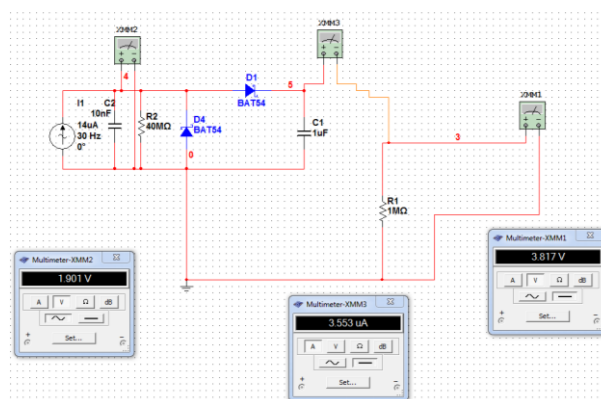 XMM3
XMM2
4
D1
BAT54
5
XMM1
I1
14uA
30 Hz
0°
C2
10nF
R2
40MΩ
D4
BAT54
C1
1uF
3
0
R1
1MΩ
Multimeter-XMM2
1.901 V
A V Ω dB
+ Set... -
Multimeter-XMM3
3.553 uA
A V Ω dB
+ Set... -
Multimeter-XMM1
3.817 V
A V Ω dB
+ Set... -